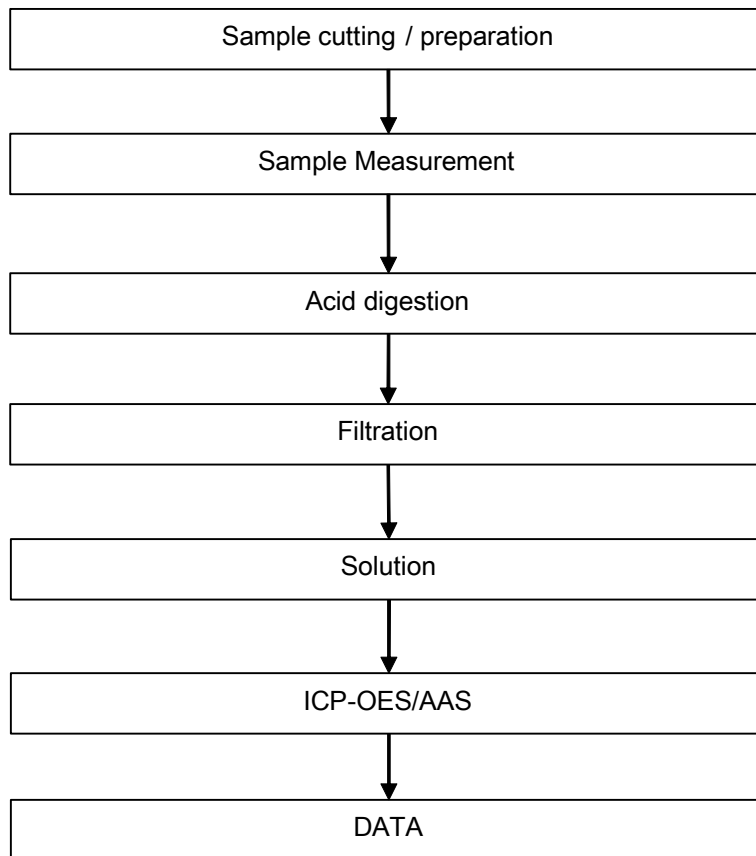 Sample cutting / preparation
Sample Measurement
Acid digestion
Filtration
Solution
ICP-OES/AAS
DATA